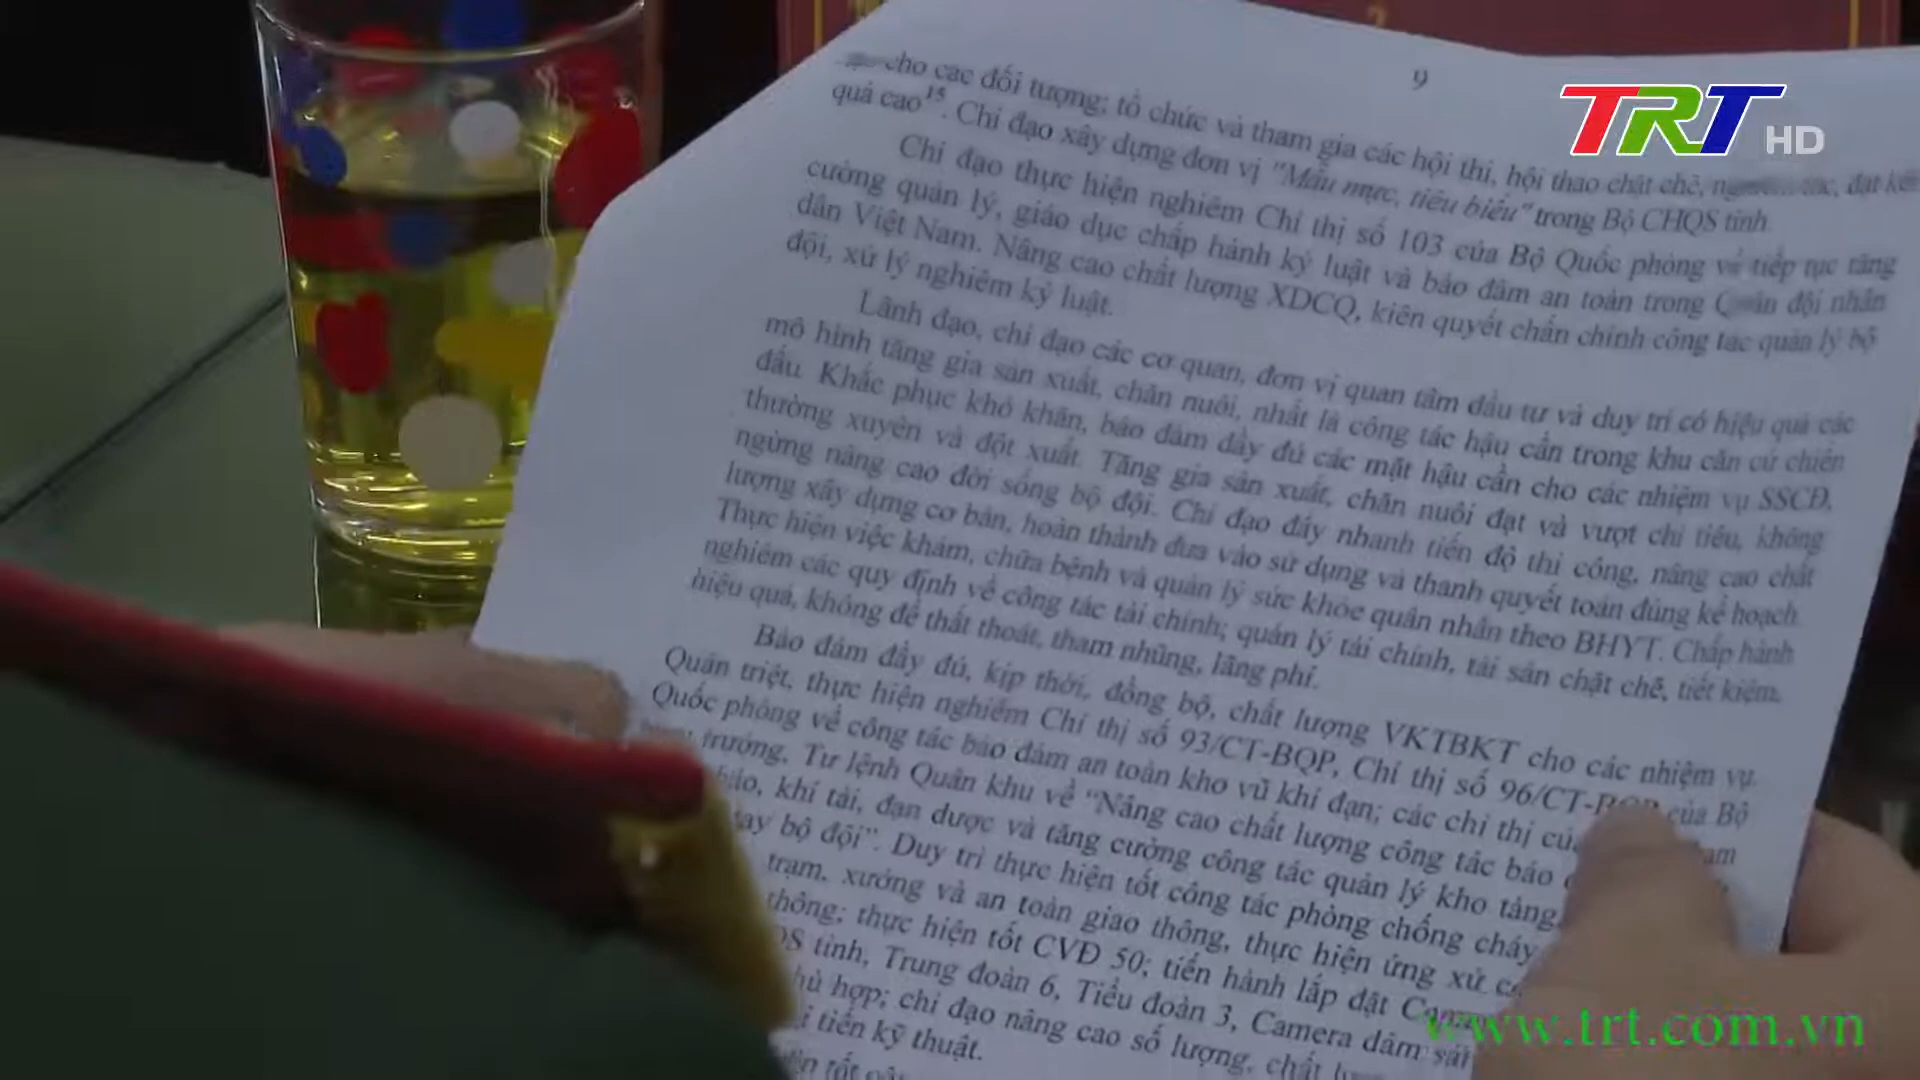 9
TRT HD
cho các đối tượng; tổ chức và tham gia các hội thi, hội thao chặt chẽ, nghiêm túc, đạt kết
quả cao15. Chỉ đạo xây dựng đơn vị "Mẫu mực, tiêu biểu" trong Bộ CHQS tỉnh.
Chỉ đạo thực hiện nghiêm Chỉ thị số 103 của Bộ Quốc phòng về tiếp tục tăng
cường quản lý, giáo dục chấp hành kỷ luật và bảo đảm an toàn trong Quân đội nhân
dân Việt Nam. Nâng cao chất lượng XDCQ, kiên quyết chấn chỉnh công tác quản lý bộ
đội, xử lý nghiêm kỷ luật.
Lãnh đạo, chỉ đạo các cơ quan, đơn vị quan tâm đầu tư và duy trì có hiệu quả các
mô hình tăng gia sản xuất, chăn nuôi, nhất là công tác hậu cần trong khu căn cứ chiến
đấu. Khắc phục khó khăn, bảo đảm đầy đủ các mặt hậu cần cho các nhiệm vụ SSCĐ,
thường xuyên và đột xuất. Tăng gia sản xuất, chăn nuôi đạt và vượt chỉ tiêu, không
ngừng nâng cao đời sống bộ đội. Chỉ đạo đẩy nhanh tiến độ thi công, nâng cao chất
lượng xây dựng cơ bản, hoàn thành đưa vào sử dụng và thanh quyết toán đúng kế hoạch.
Thực hiện việc khám, chữa bệnh và quản lý sức khỏe quân nhân theo BHYT. Chấp hành
nghiêm các quy định về công tác tài chính; quản lý tài chính, tài sản chặt chẽ, tiết kiệm,
hiệu quả, không để thất thoát, tham nhũng, lãng phí.
Bảo đảm đầy đủ, kịp thời, đồng bộ, chất lượng VKTBKT cho các nhiệm vụ.
Quán triệt, thực hiện nghiêm Chỉ thị số 93/CT-BQP, Chỉ thị số 96/CT-BQP của Bộ
Quốc phòng về công tác bảo đảm an toàn kho vũ khí đạn; các chỉ thị
trưởng, Tư lệnh Quân khu về "Nâng cao chất lượng công tác bảo
khí tài, đạn dược và tăng cường công tác quản lý kho tàng,
tay bộ đội". Duy trì thực hiện tốt công tác phòng chống cháy
trạm, xưởng và an toàn giao thông, thực hiện ứng xử
thông; thực hiện tốt CVĐ 50; tiến hành lắp đặt
tỉnh, Trung đoàn 6, Tiểu đoàn 3, Camera dám sát
hợp; chỉ đạo nâng cao số lượng, chất
tiến kỹ thuật.
tốt
www.trt.com.vn